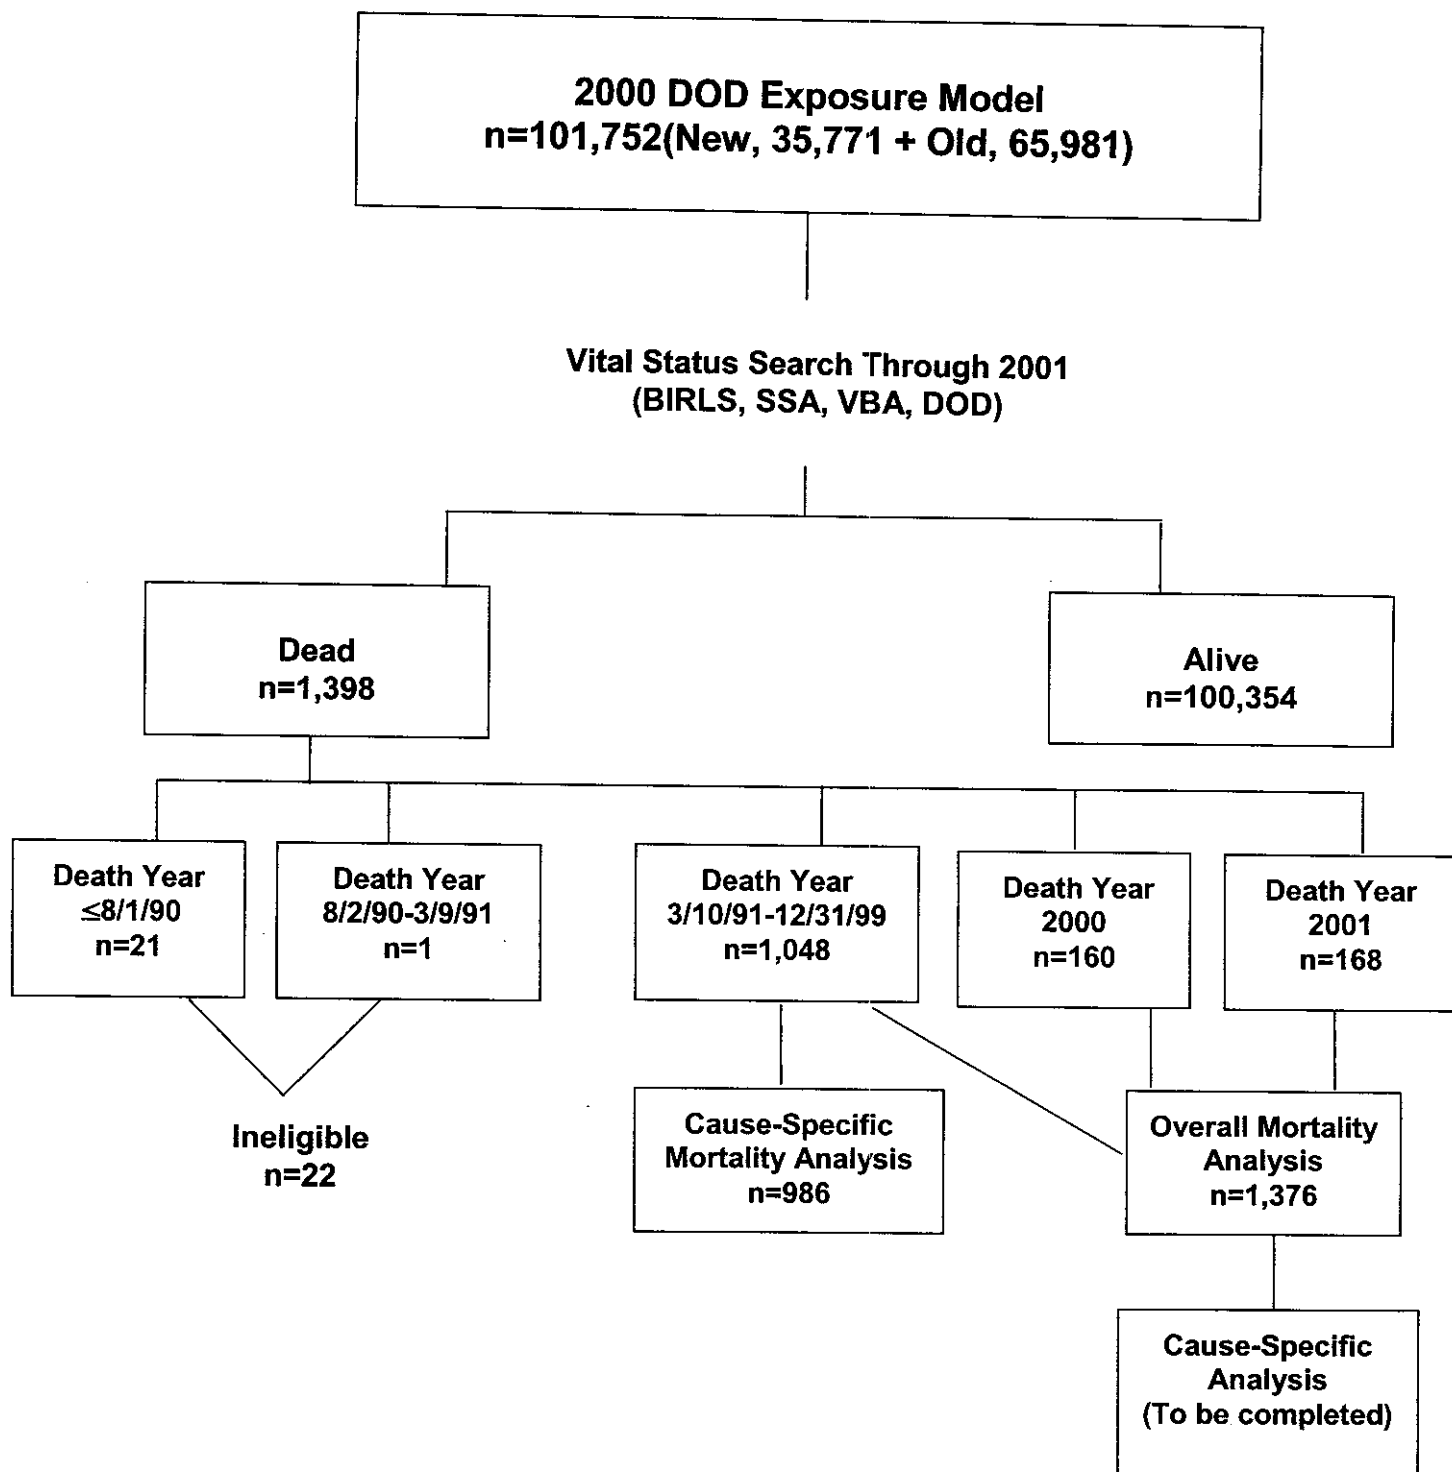 2000 DOD Exposure Model
n=101,752(New, 35,771 + Old, 65,981)
Vital Status Search Through 2001
(BIRLS, SSA, VBA, DOD)
Dead
n=1,398
Alive
n=100,354
Death Year
≤8/1/90
n=21
Death Year
8/2/90-3/9/91
n=1
Death Year
3/10/91-12/31/99
n=1,048
Death Year
2000
n=160
Death Year
2001
n=168
Ineligible
n=22
Cause-Specific
Mortality Analysis
n=986
Overall Mortality
Analysis
n=1,376
Cause-Specific
Analysis
(To be completed)